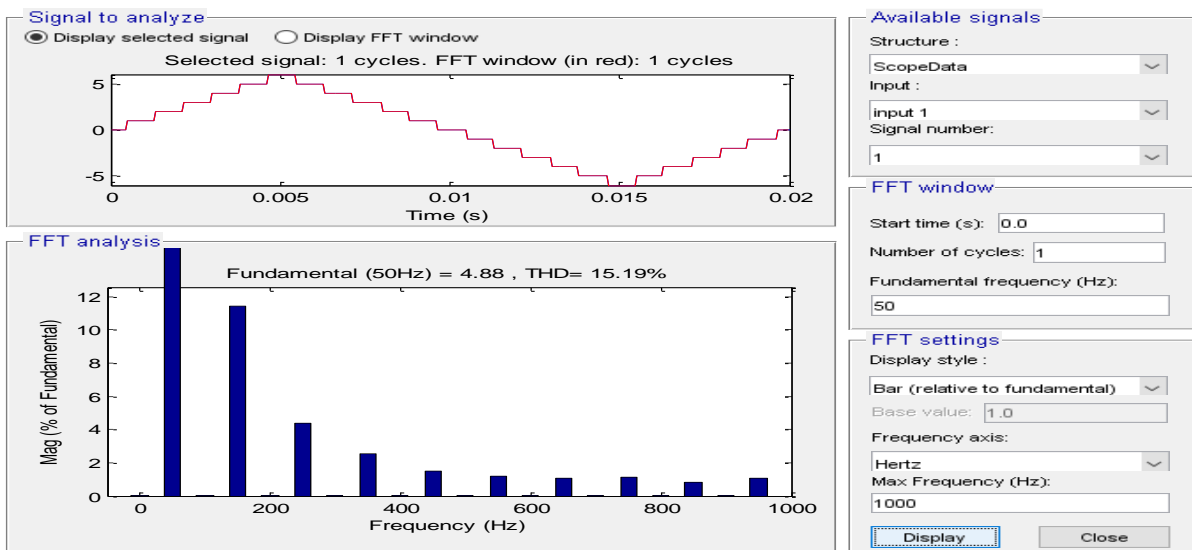 Signal to analyze
Display selected signal Display FFT window
Selected signal: 1 cycles. FFT window (in red): 1 cycles
5
0
-5
0 0.005 0.01 0.015 0.02
Time (s)
FFT analysis
Fundamental (50Hz) = 4.88 , THD= 15.19%
12
10
8
6
4
2
0
Mag (% of Fundamental)
0 200 400 600 800 1000
Frequency (Hz)
Available signals
Structure :
ScopeData
Input :
input 1
Signal number:
1
FFT window
Start time (s): 0.0
Number of cycles: 1
Fundamental frequency (Hz):
50
FFT settings
Display style :
Bar (relative to fundamental)
Base value: 1.0
Frequency axis:
Hertz
Max Frequency (Hz):
1000
Display Close